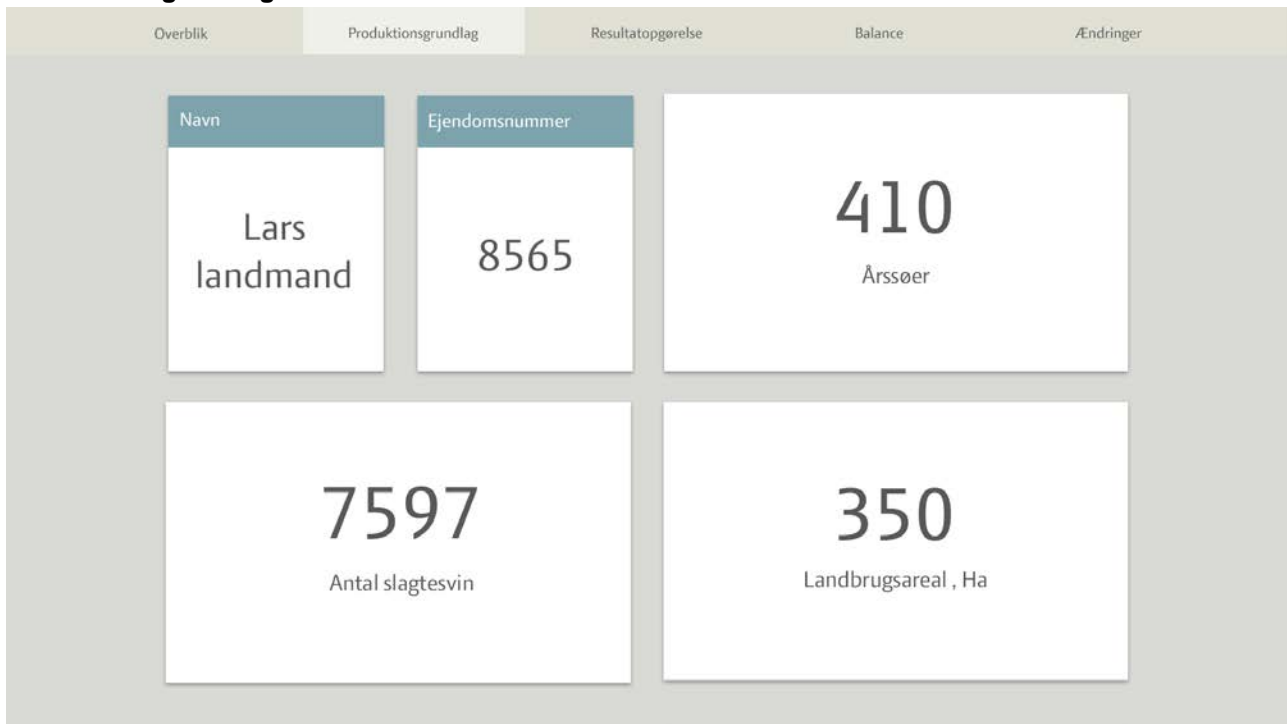 Overblik
Produktionsgrundlag
Resultatopgørelse
Balance
Ændringer
Navn
Lars
landmand
Ejendomsnummer
8565
410
Årssøer
7597
Antal slagtesvin
350
Landbrugsareal , Ha